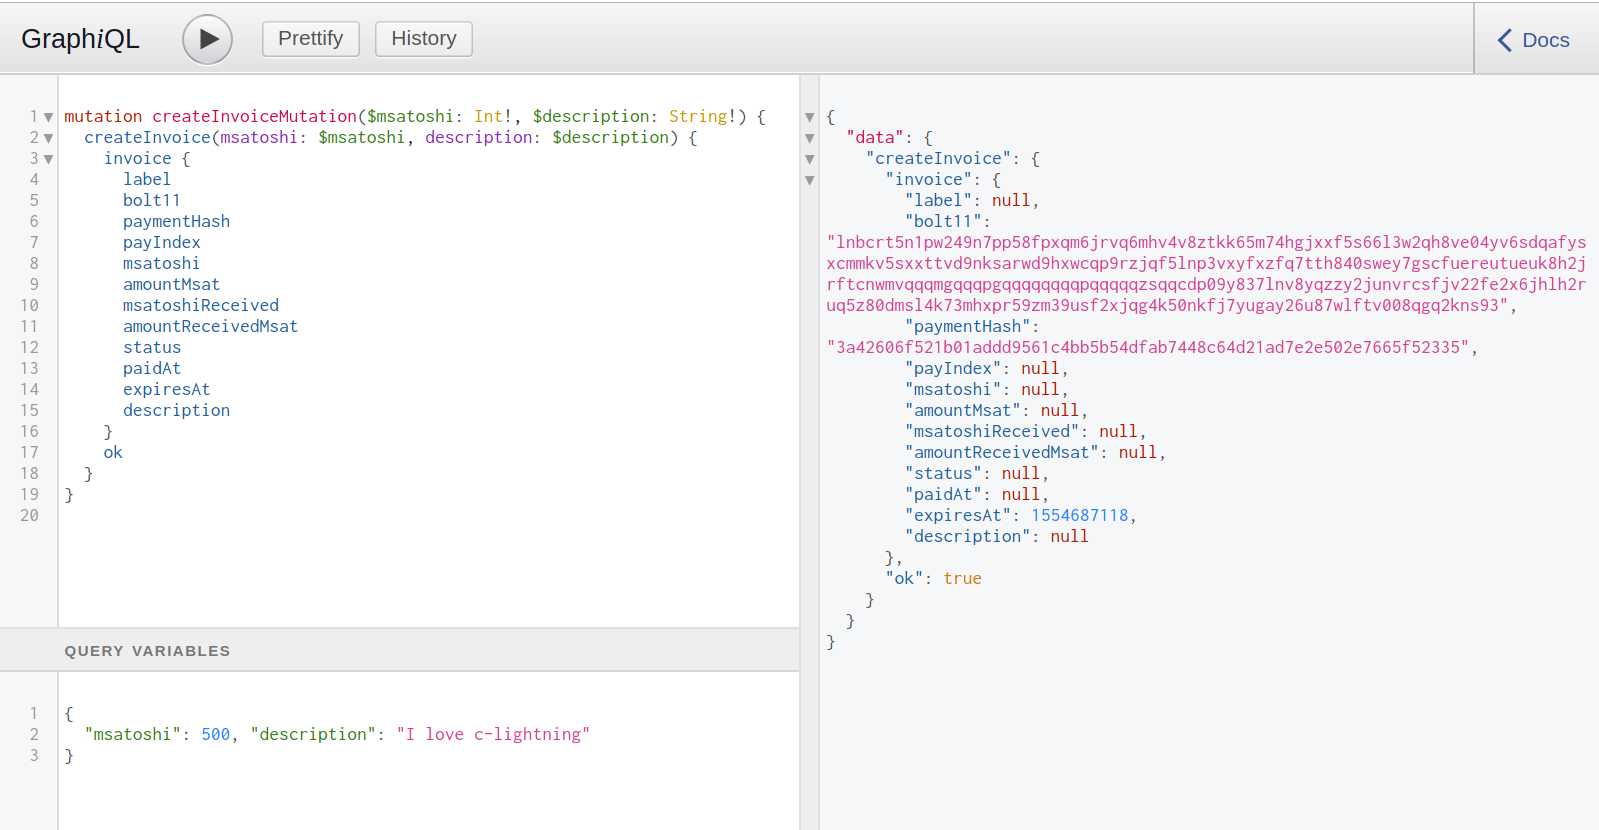 GraphiQL
Prettify
History
Docs
1 mutation createInvoiceMutation($msatoshi: Int!, $description: String!) {
2   createInvoice(msatoshi: $msatoshi, description: $description) {
3     invoice {
4       label
5       bolt11
6       paymentHash
7       payIndex
8       msatoshi
9       amountMsat
10       msatoshiReceived
11       amountReceivedMsat
12       status
13       paidAt
14       expiresAt
15       description
16     }
17     ok
18   }
19 }
20
QUERY VARIABLES
1 {
2   "msatoshi": 500, "description": "I love c-lightning"
3 }
{
  "data": {
    "createInvoice": {
      "invoice": {
        "label": null,
        "bolt11":
"lnbcrt5n1pw249n7pp58fpxqm6jrvq6mhv4v8ztkk65m74hgjxxf5s66l3w2qh8ve04yv6sdqafys
xcmmkv5sxxttvd9nksarwd9hxwcqp9rzjqf5lnp3vxyfxzfq7tth840swey7gscfuereutueuk8h2j
rftcnwmvqqqmgqqqpgqqqqqqqqpqqqqqzsqqcdp09y837lnv8yqzzy2junvrcsfjv22fe2x6jhlh2r
uq5z80dmsl4k73mhxpr59zm39usf2xjqg4k50nkfj7yugay26u87wlftv008qgq2kns93",
        "paymentHash":
"3a42606f521b01addd9561c4bb5b54dfab7448c64d21ad7e2e502e7665f52335",
        "payIndex": null,
        "msatoshi": null,
        "amountMsat": null,
        "msatoshiReceived": null,
        "amountReceivedMsat": null,
        "status": null,
        "paidAt": null,
        "expiresAt": 1554687118,
        "description": null
      },
      "ok": true
    }
  }
}